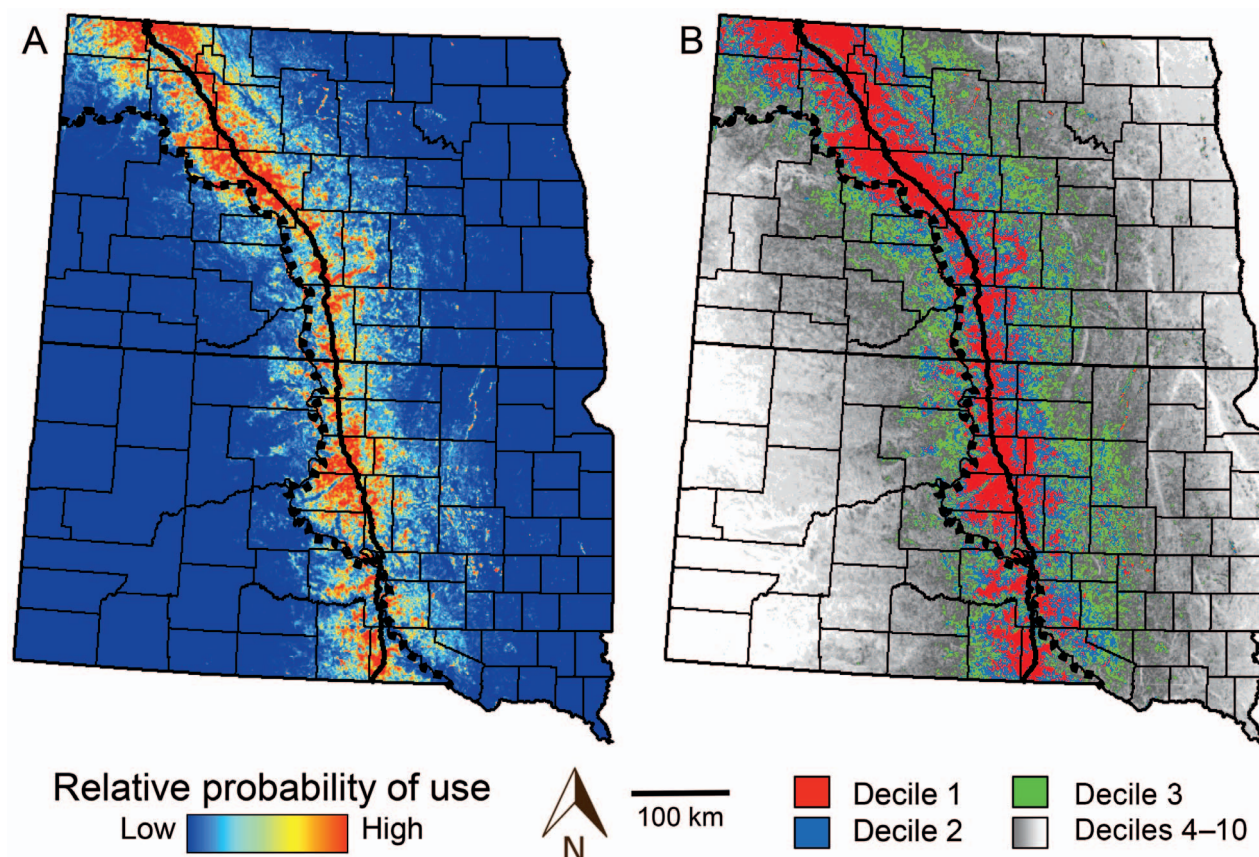 A
B
Relative probability of use
Low High
N
100 km
Decile 1
Decile 2
Decile 3
Deciles 4–10